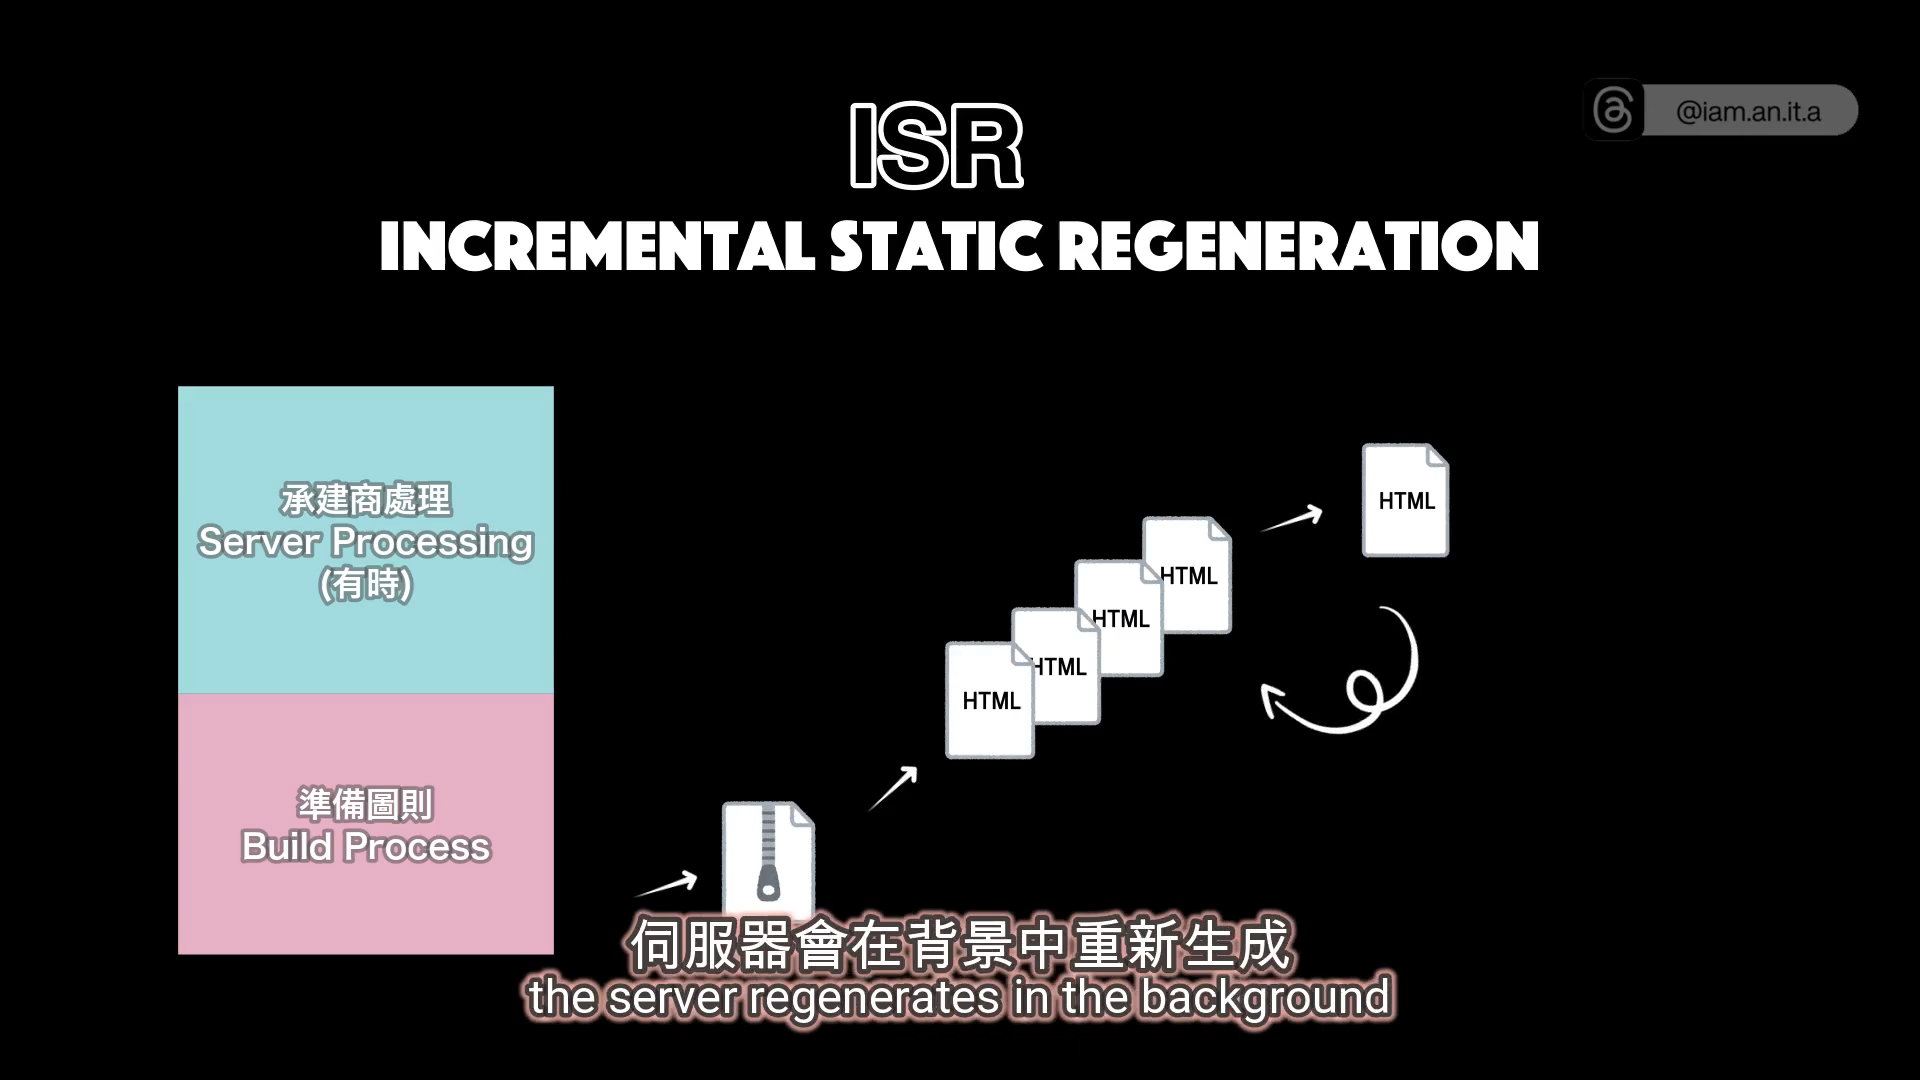 ISR
@iam.an.it.a
INCREMENTAL STATIC REGENERATION
承建商處理
Server Processing
(有時)
準備圖則
Build Process
HTML
HTML
HTML
HTML
HTML
伺服器會在背景中重新生成
the server regenerates in the background